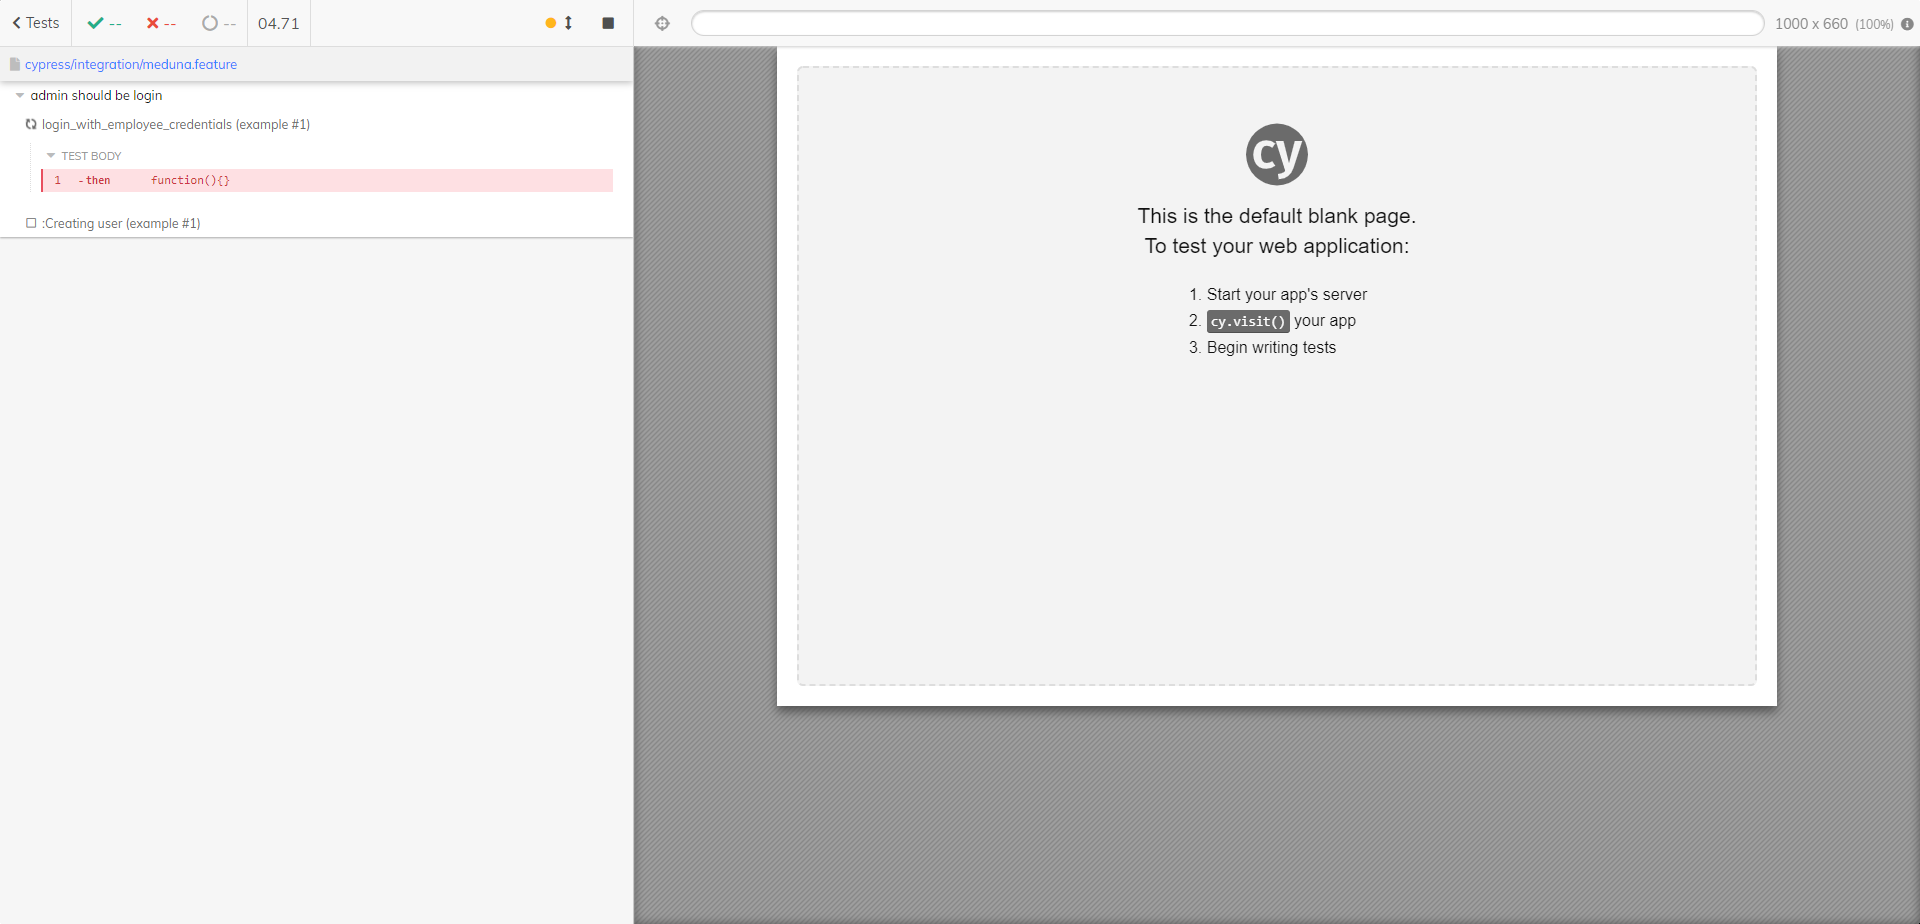 Tests -- -- -- 04.71
1000 x 660 (100%)
cypress/integration/meduna.feature
admin should be login
login_with_employee_credentials (example #1)
TEST BODY
1 -then function(){}
:Creating user (example #1)
cy
This is the default blank page.
To test your web application:
1. Start your app's server
2. cy.visit() your app
3. Begin writing tests